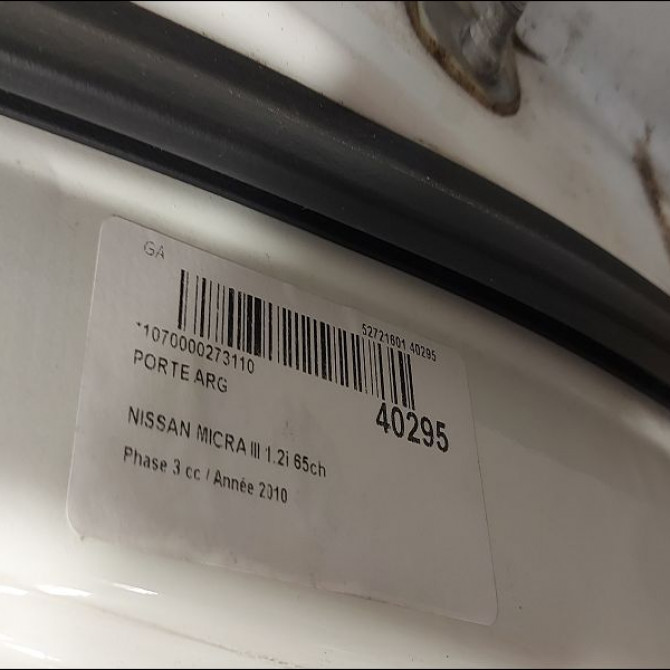 GA
52721601 40295
*1070000273110
PORTE ARG
40295
NISSAN MICRA III 1.2i 65ch
Phase 3 cc / Année 2010